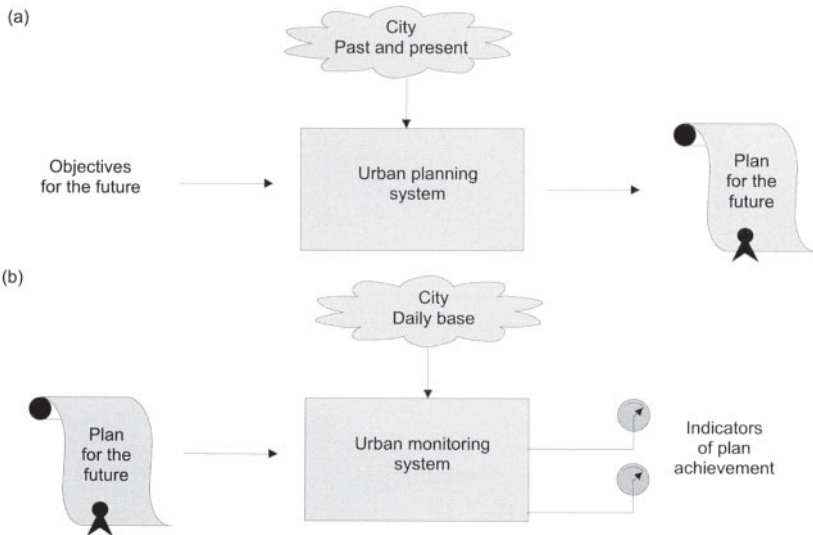 (a)
City
Past and present
Objectives
for the future
Urban planning
system
Plan
for the
future
(b)
City
Daily base
Plan
for the
future
Urban monitoring
system
Indicators
of plan
achievement